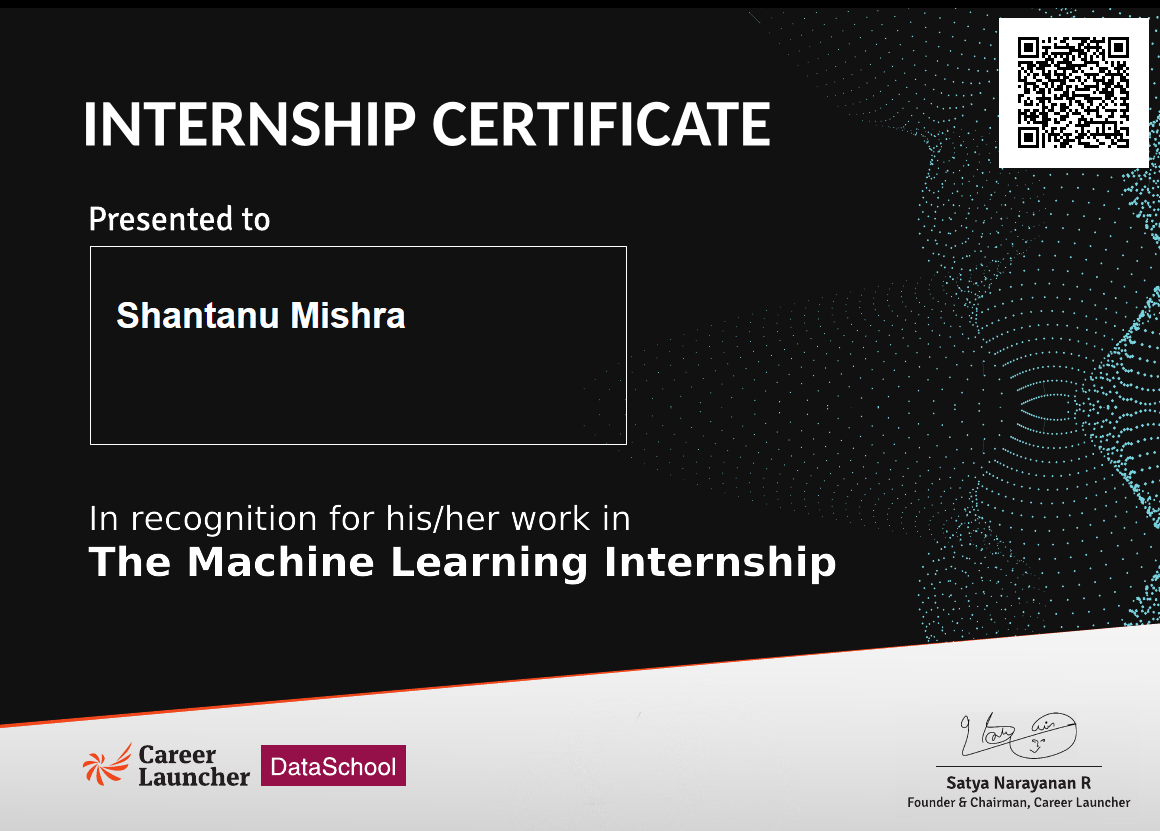 INTERNSHIP CERTIFICATE
Presented to
Shantanu Mishra
In recognition for his/her work in
The Machine Learning Internship
Career
Launcher
DataSchool
Satya Narayanan R
Founder & Chairman, Career Launcher